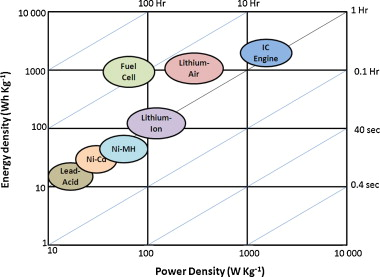 100 Hr 10 Hr 1 Hr
10000
IC
Engine
Fuel
Cell
Lithium-
Air
1000 0.1 Hr
Lithium-
Ion
100 40 sec
Ni-MH
Ni-Cd
Lead-
Acid
10 0.4 sec
1
10 100 1000 10 000
Energy density (Wh Kg-1)
Power Density (W Kg-1)